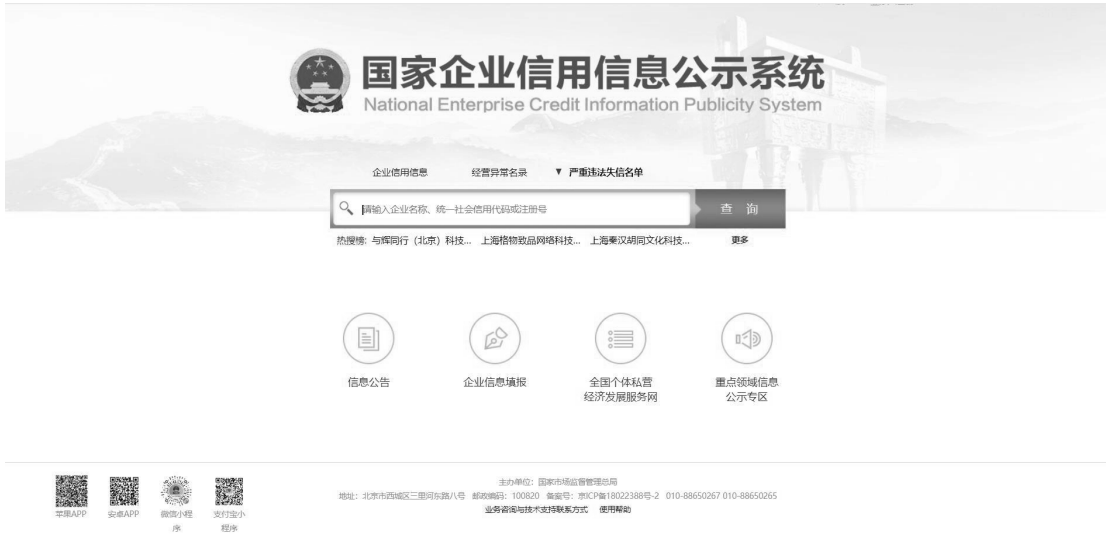 国家企业信用信息公示系统
National Enterprise Credit Information Publicity System
企业信用信息 经营异常名录 ▼ 严重违法失信名单
请输入企业名称、统一社会信用代码或注册号 查 询
热搜榜: 与辉同行（北京）科技... 上海格物致品网络科技... 上海秦汉胡同文化科技... 更多
信息公告 企业信息填报 全国个体私营 重点领域信息
经济发展服务网 公示专区
主办单位：国家市场监督管理总局
地址：北京市西城区三里河东路八号 邮政编码：100820 备案号：京ICP备18022388号-2 010-88650267 010-88650265
业务咨询与技术支持联系方式 使用帮助
苹果APP 安卓APP 微信小程 支付宝小
序 程序